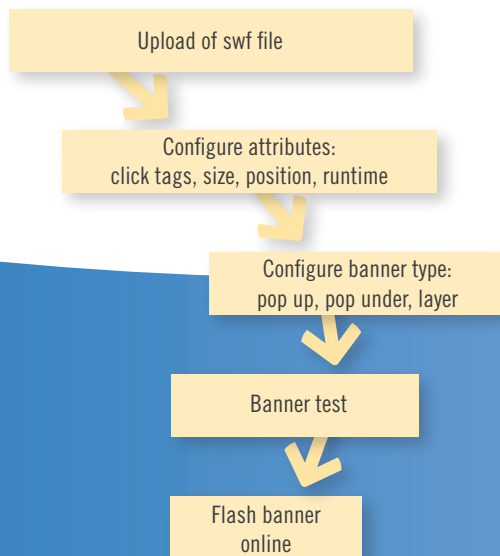 Upload of swf file
Configure attributes:
click tags, size, position, runtime
Configure banner type:
pop up, pop under, layer
Banner test
Flash banner
online